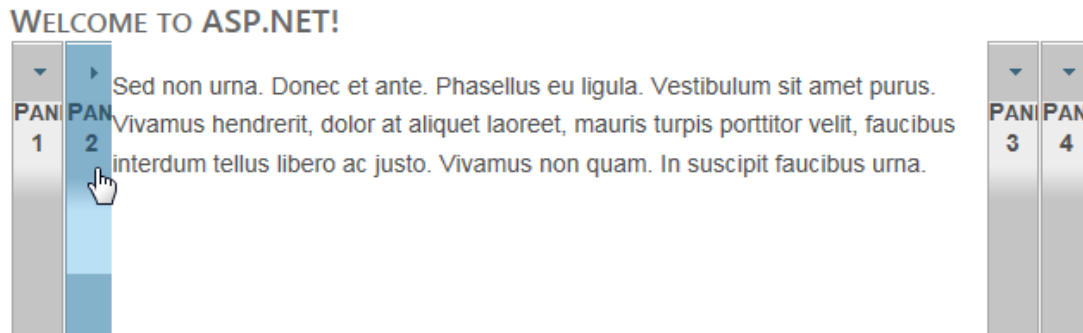 WELCOME TO ASP.NET!
PAN
1
PAN
2
Sed non urna. Donec et ante. Phasellus eu ligula. Vestibulum sit amet purus.
Vivamus hendrerit, dolor at aliquet laoreet, mauris turpis porttitor velit, faucibus
interdum tellus libero ac justo. Vivamus non quam. In suscipit faucibus urna.
PAN
3
PAN
4